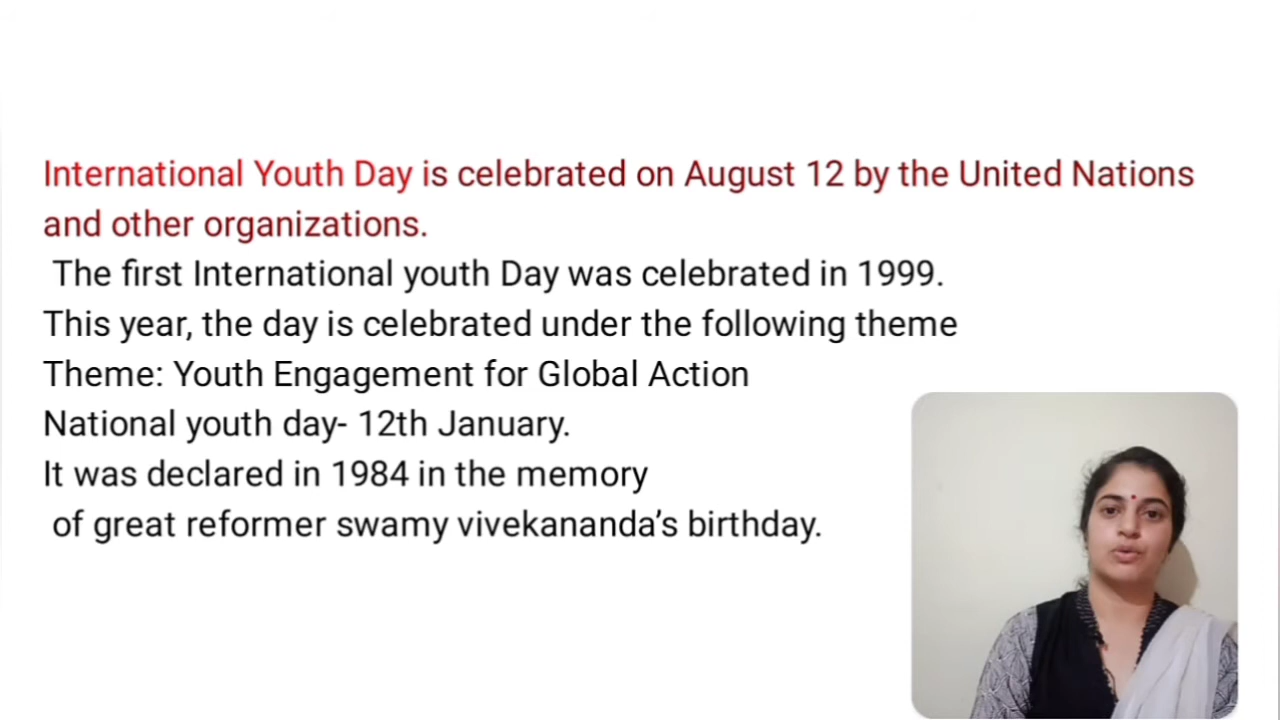 International Youth Day is celebrated on August 12 by the United Nations
and other organizations.
The first International youth Day was celebrated in 1999.
This year, the day is celebrated under the following theme
Theme: Youth Engagement for Global Action
National youth day- 12th January.
It was declared in 1984 in the memory
of great reformer swamy vivekananda’s birthday.